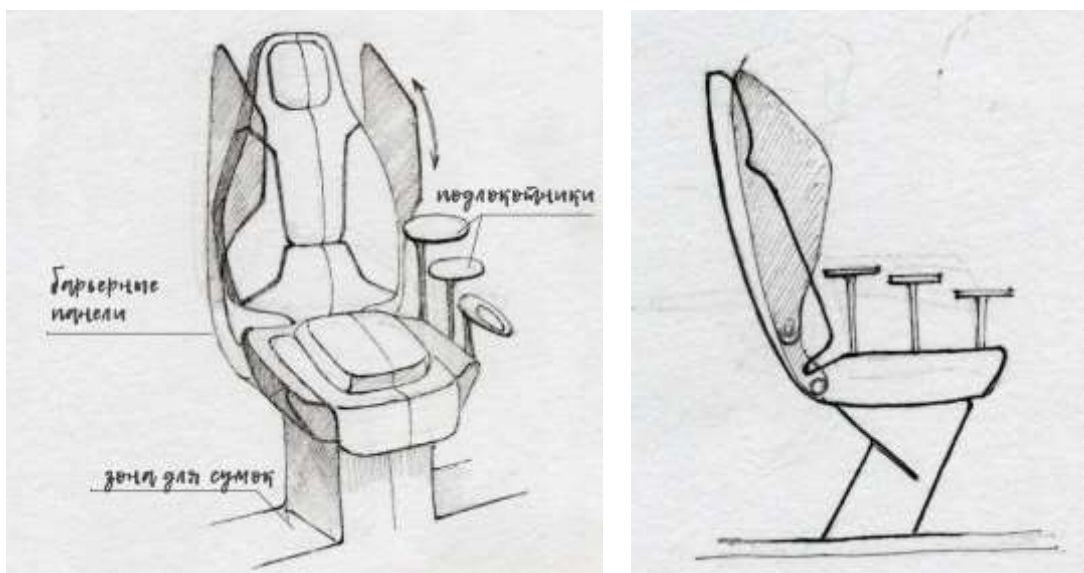 подлокотники
барьерные
панели
зона для сумок